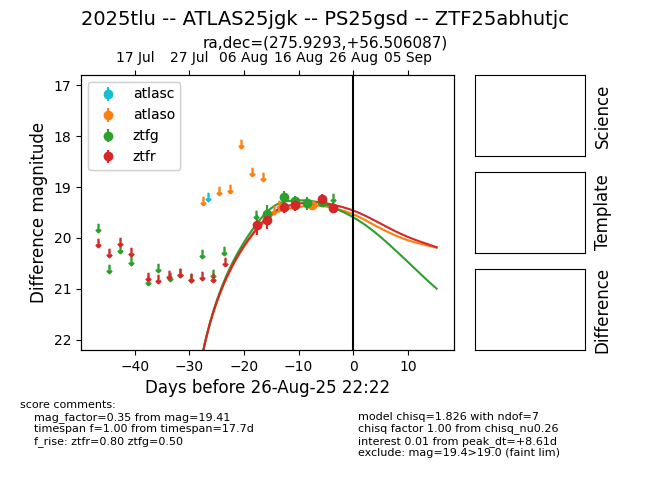 2025tlu -- ATLAS25jgk -- PS25gsd -- ZTF25abhutjc
ra,dec=(275.9293,+56.506087)
17 Jul 27 Jul 06 Aug 16 Aug 26 Aug 05 Sep
atlasc
atlaso
ztfg
ztfr
17
18
19
20
21
22
Difference magnitude
−40 −30 −20 −10 0 10
Days before 26-Aug-25 22:22
Science
Template
Difference
score comments:
mag_factor=0.35 from mag=19.41
timespan f=1.00 from timespan=17.7d
f_rise: ztfr=0.80 ztfg=0.50
model chisq=1.826 with ndof=7
chisq factor 1.00 from chisq_nu0.26
interest 0.01 from peak_dt=+8.61d
exclude: mag=19.4>19.0 (faint lim)